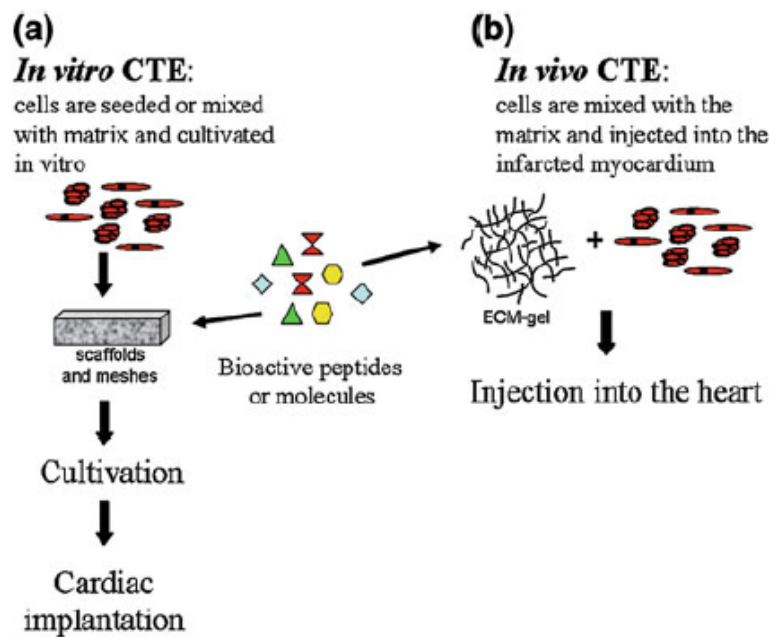 (a)
In vitro CTE:
cells are seeded or mixed
with matrix and cultivated
in vitro
scaffolds
and meshes
Cultivation
Cardiac
implantation
Bioactive peptides
or molecules
(b)
In vivo CTE:
cells are mixed with the
matrix and injected into the
infarcted myocardium
+
ECM-gel
Injection into the heart